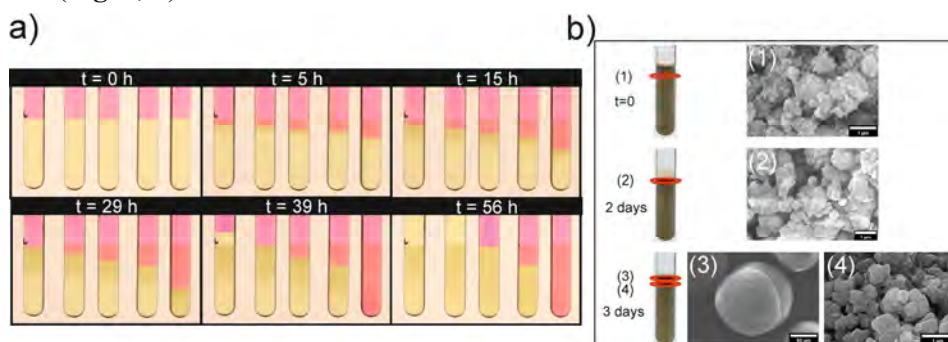 a)
t = 0 h
t = 5 h
t = 15 h
t = 29 h
t = 39 h
t = 56 h
b)
(1)
t=0
(1)
(2)
2 days
(2)
(3)
(4)
3 days
(3)
(4)